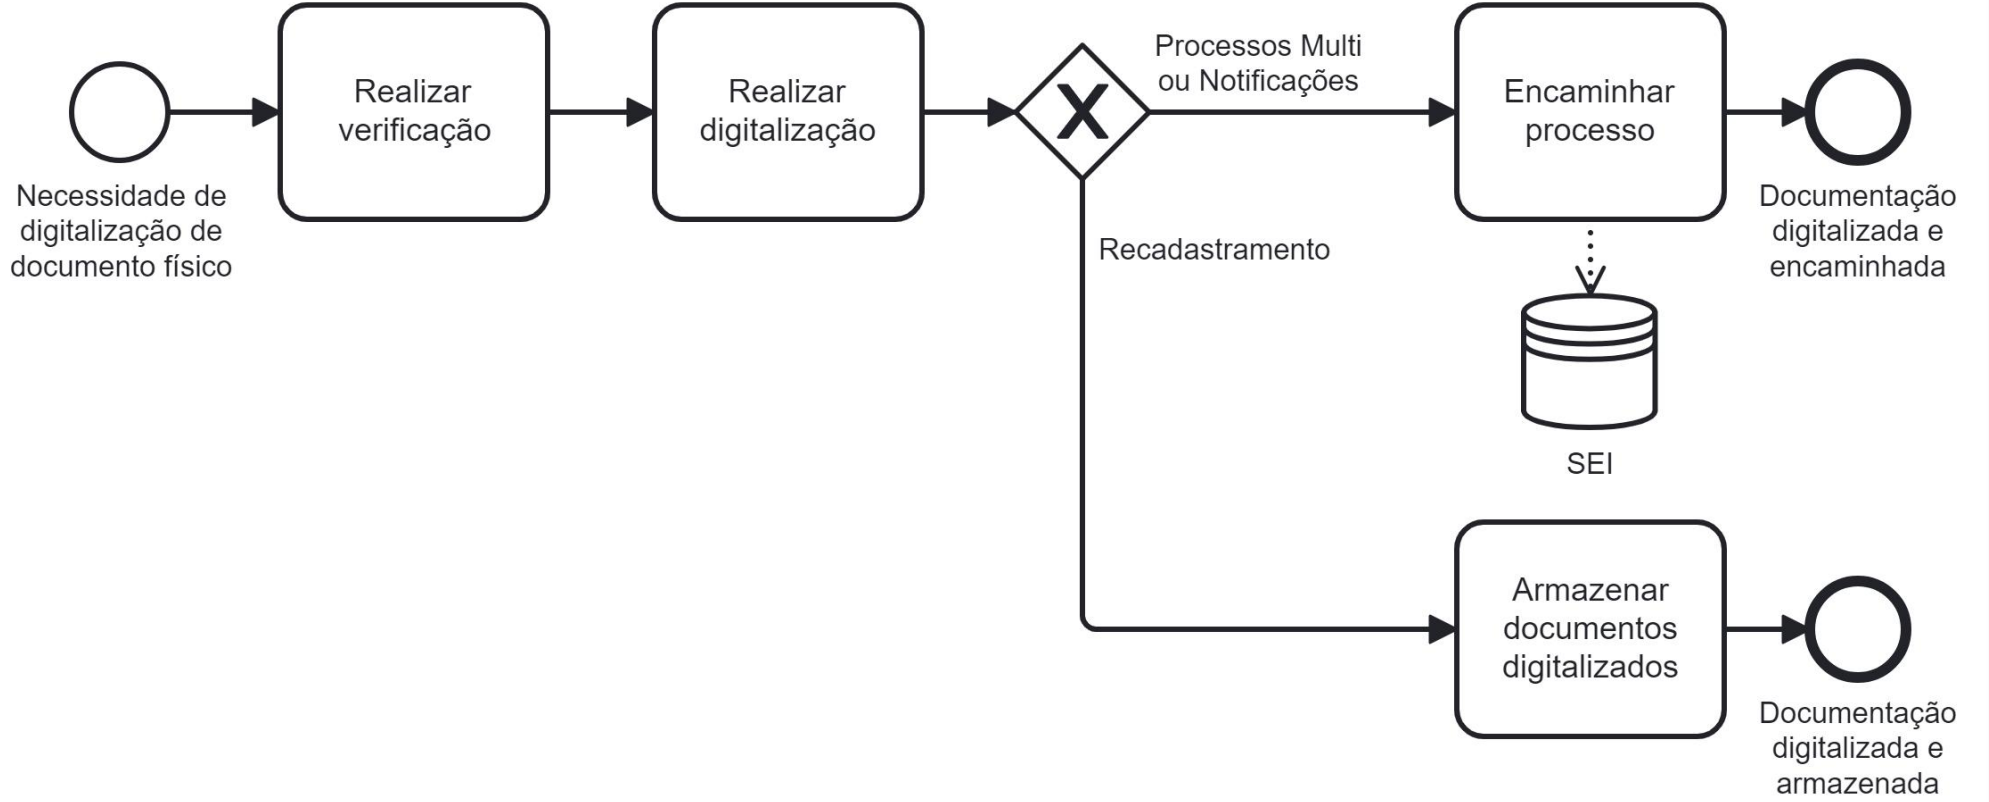 Necessidade de
digitalização de
documento físico
Realizar
verificação
Realizar
digitalização
X
Processos Multi
ou Notificações
Recadastramento
Encaminhar
processo
Documentação
digitalizada e
encaminhada
SEI
Armazenar
documentos
digitalizados
Documentação
digitalizada e
armazenada